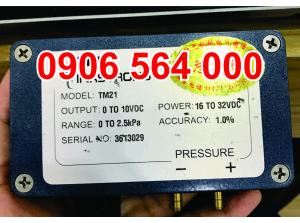 0906 564 000
MODEL: TM21
OUTPUT: 0 TO 10VDC POWER: 16 TO 32VDC
RANGE: 0 TO 2.5kPa ACCURACY: 1.0%
SERIAL NO: 3613029
PRESSURE
− +